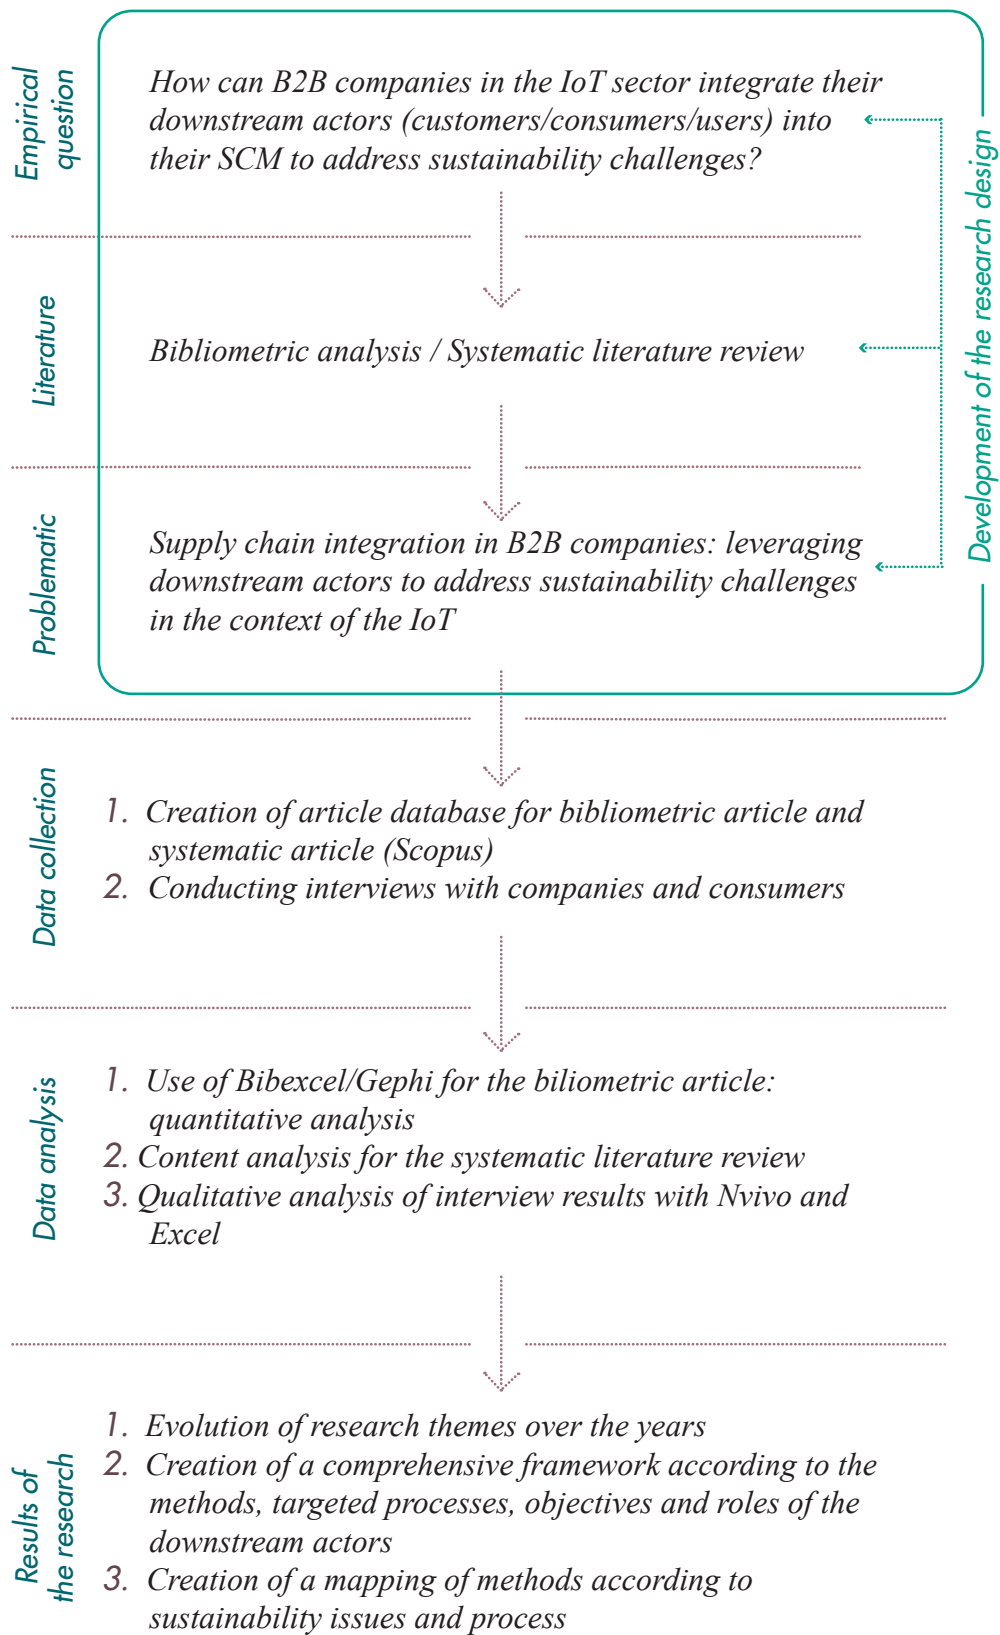 Empirical
question
How can B2B companies in the IoT sector integrate their
downstream actors (customers/consumers/users) into
their SCM to address sustainability challenges?
Development of the research design
Literature
Bibliometric analysis / Systematic literature review
Problematic
Supply chain integration in B2B companies: leveraging
downstream actors to address sustainability challenges
in the context of the IoT
Data collection
1. Creation of article database for bibliometric article and
systematic article (Scopus)
2. Conducting interviews with companies and consumers
Data analysis
1. Use of Bibexcel/Gephi for the biliometric article:
quantitative analysis
2. Content analysis for the systematic literature review
3. Qualitative analysis of interview results with Nvivo and
Excel
Results of
the research
1. Evolution of research themes over the years
2. Creation of a comprehensive framework according to the
methods, targeted processes, objectives and roles of the
downstream actors
3. Creation of a mapping of methods according to
sustainability issues and process